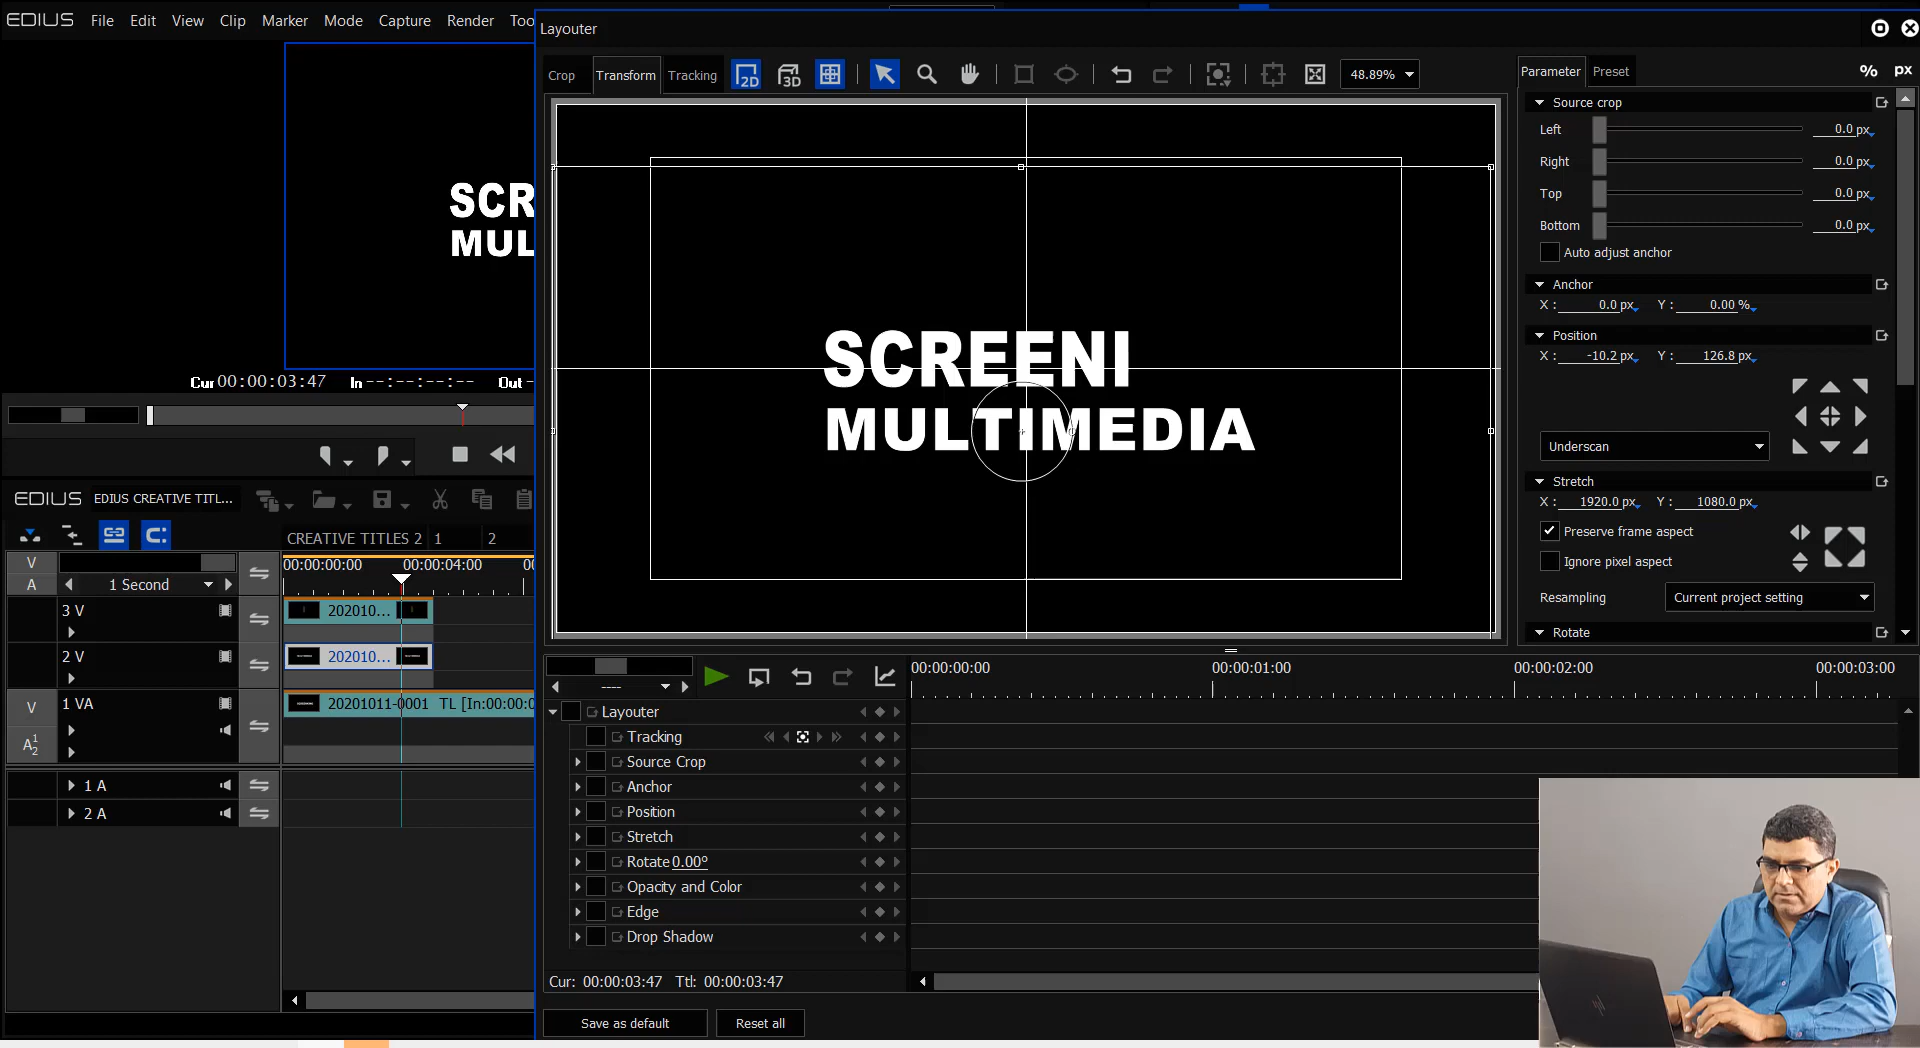 EDIUS File Edit View Clip Marker Mode Capture Render Too
Layouter
Crop Transform Tracking 2D 3D 48.89%
Parameter Preset % px
Source crop
Left 0.0 px
Right 0.0 px
Top 0.0 px
Bottom 0.0 px
Auto adjust anchor
Anchor
X : 0.0 px Y : 0.00 %
Position
X : -10.2 px Y : 126.8 px
Underscan
Stretch
X : 1920.0 px Y : 1080.0 px
Preserve frame aspect
Ignore pixel aspect
Resampling Current project setting
Rotate
SCR
MUL
SCREENI
MULTIMEDIA
Cur 00:00:03:47 In --:--:--:-- Out -
EDIUS EDIUS CREATIVE TITL...
CREATIVE TITLES 2 1 2
V
A 1 Second
00:00:00:00 00:00:04:00 00
3 V 202010...
2 V 202010...
V 1 VA 20201011-0001 TL [In:00:00:0
A 1 2
1 A
2 A
---- 00:00:00:00 00:00:01:00 00:00:02:00 00:00:03:00
Layouter
Tracking
Source Crop
Anchor
Position
Stretch
Rotate 0.00º
Opacity and Color
Edge
Drop Shadow
Cur: 00:00:03:47 Ttl: 00:00:03:47
Save as default Reset all